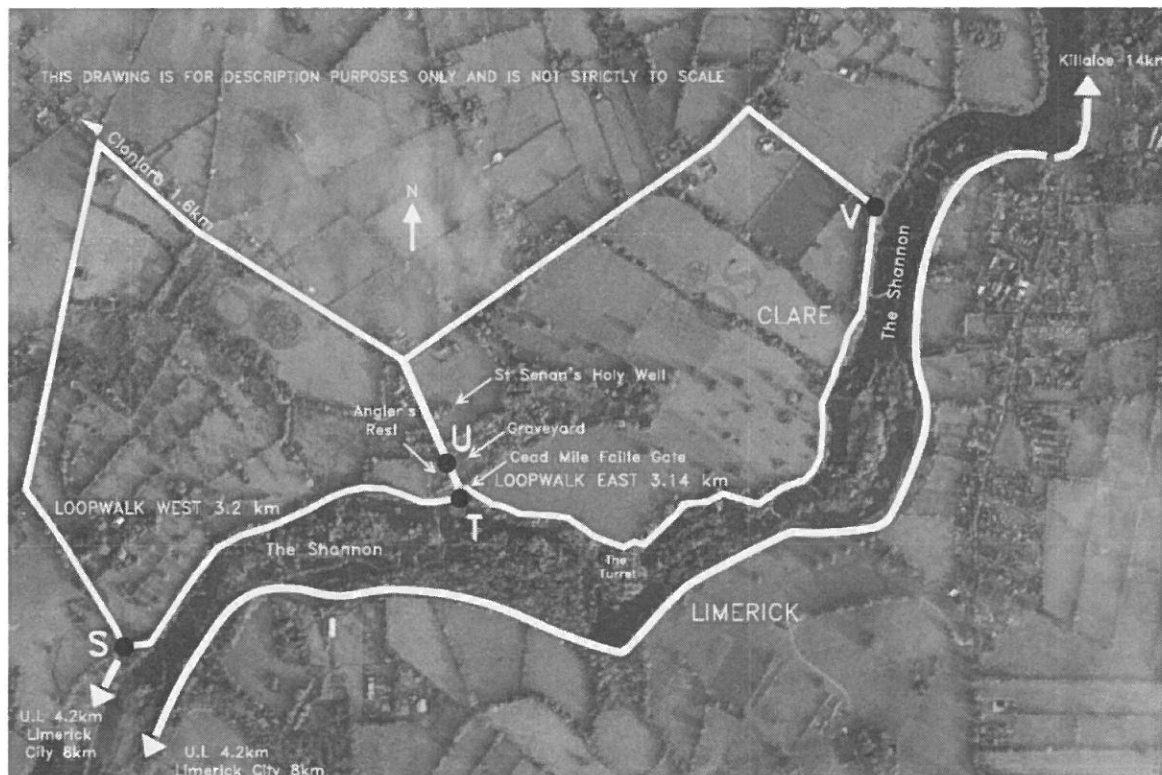 THIS DRAWING IS FOR DESCRIPTION PURPOSES ONLY AND IS NOT STRICTLY TO SCALE
Killaloe 14km
Clonlara 1.6km
N
V
The Shannon
CLARE
St Senan's Holy Well
Angler's
Rest
U
Graveyard
Cead Mile Failte Gate
LOOPWALK EAST 3.14 km
LOOPWALK WEST 3.2 km
T
The Shannon
The
Turret
LIMERICK
S
U.L 4.2km
Limerick
City 8km
U.L 4.2km
Limerick City 8km